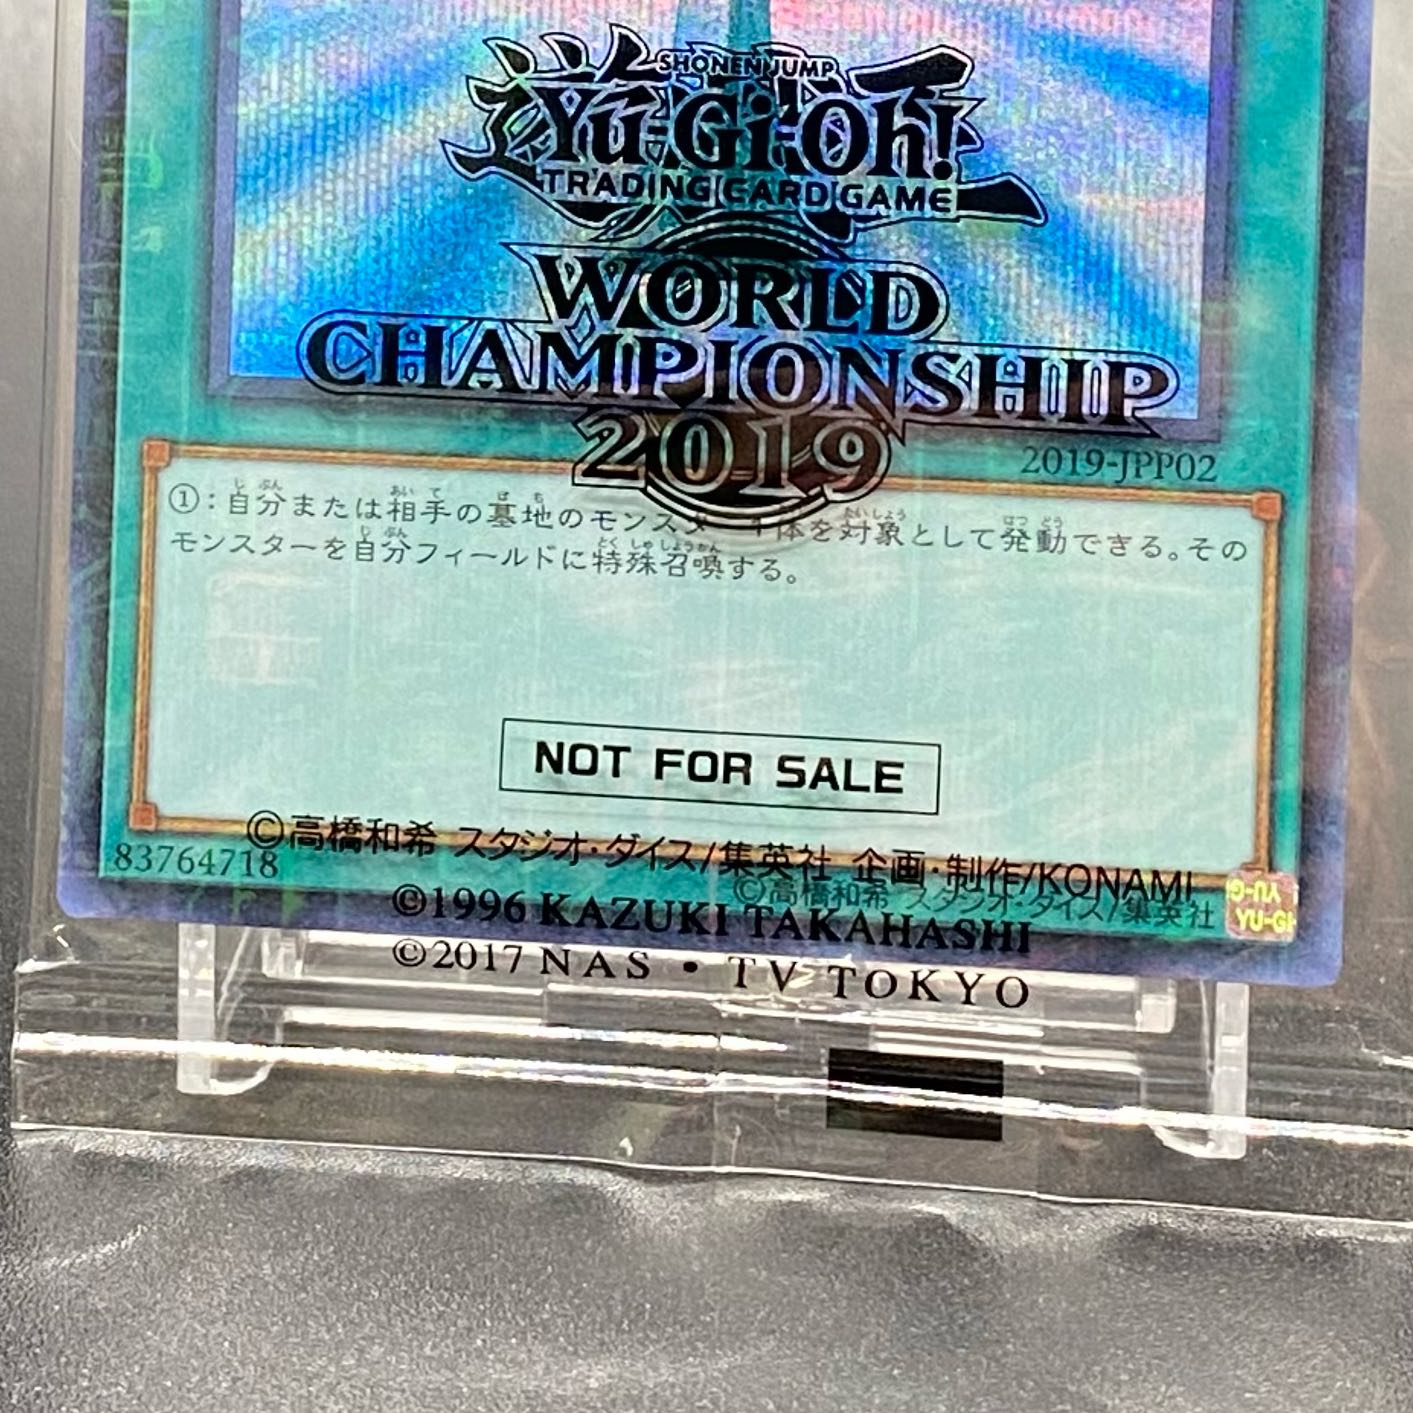 SHONEN JUMP
Yu-Gi-Oh!
TRADING CARD GAME
WORLD
CHAMPIONSHIP
2019
2019-JPP02
①:自分または相手の墓地のモンスター1体を対象として発動できる。その
モンスターを自分フィールドに特殊召喚する。
NOT FOR SALE
©高橋和希 スタジオ・ダイス/集英社 企画・制作/KONAMI
83764718
©高橋和希 スタジオ・ダイス/集英社
©1996 KAZUKI TAKAHASHI
©2017 NAS • TV TOKYO